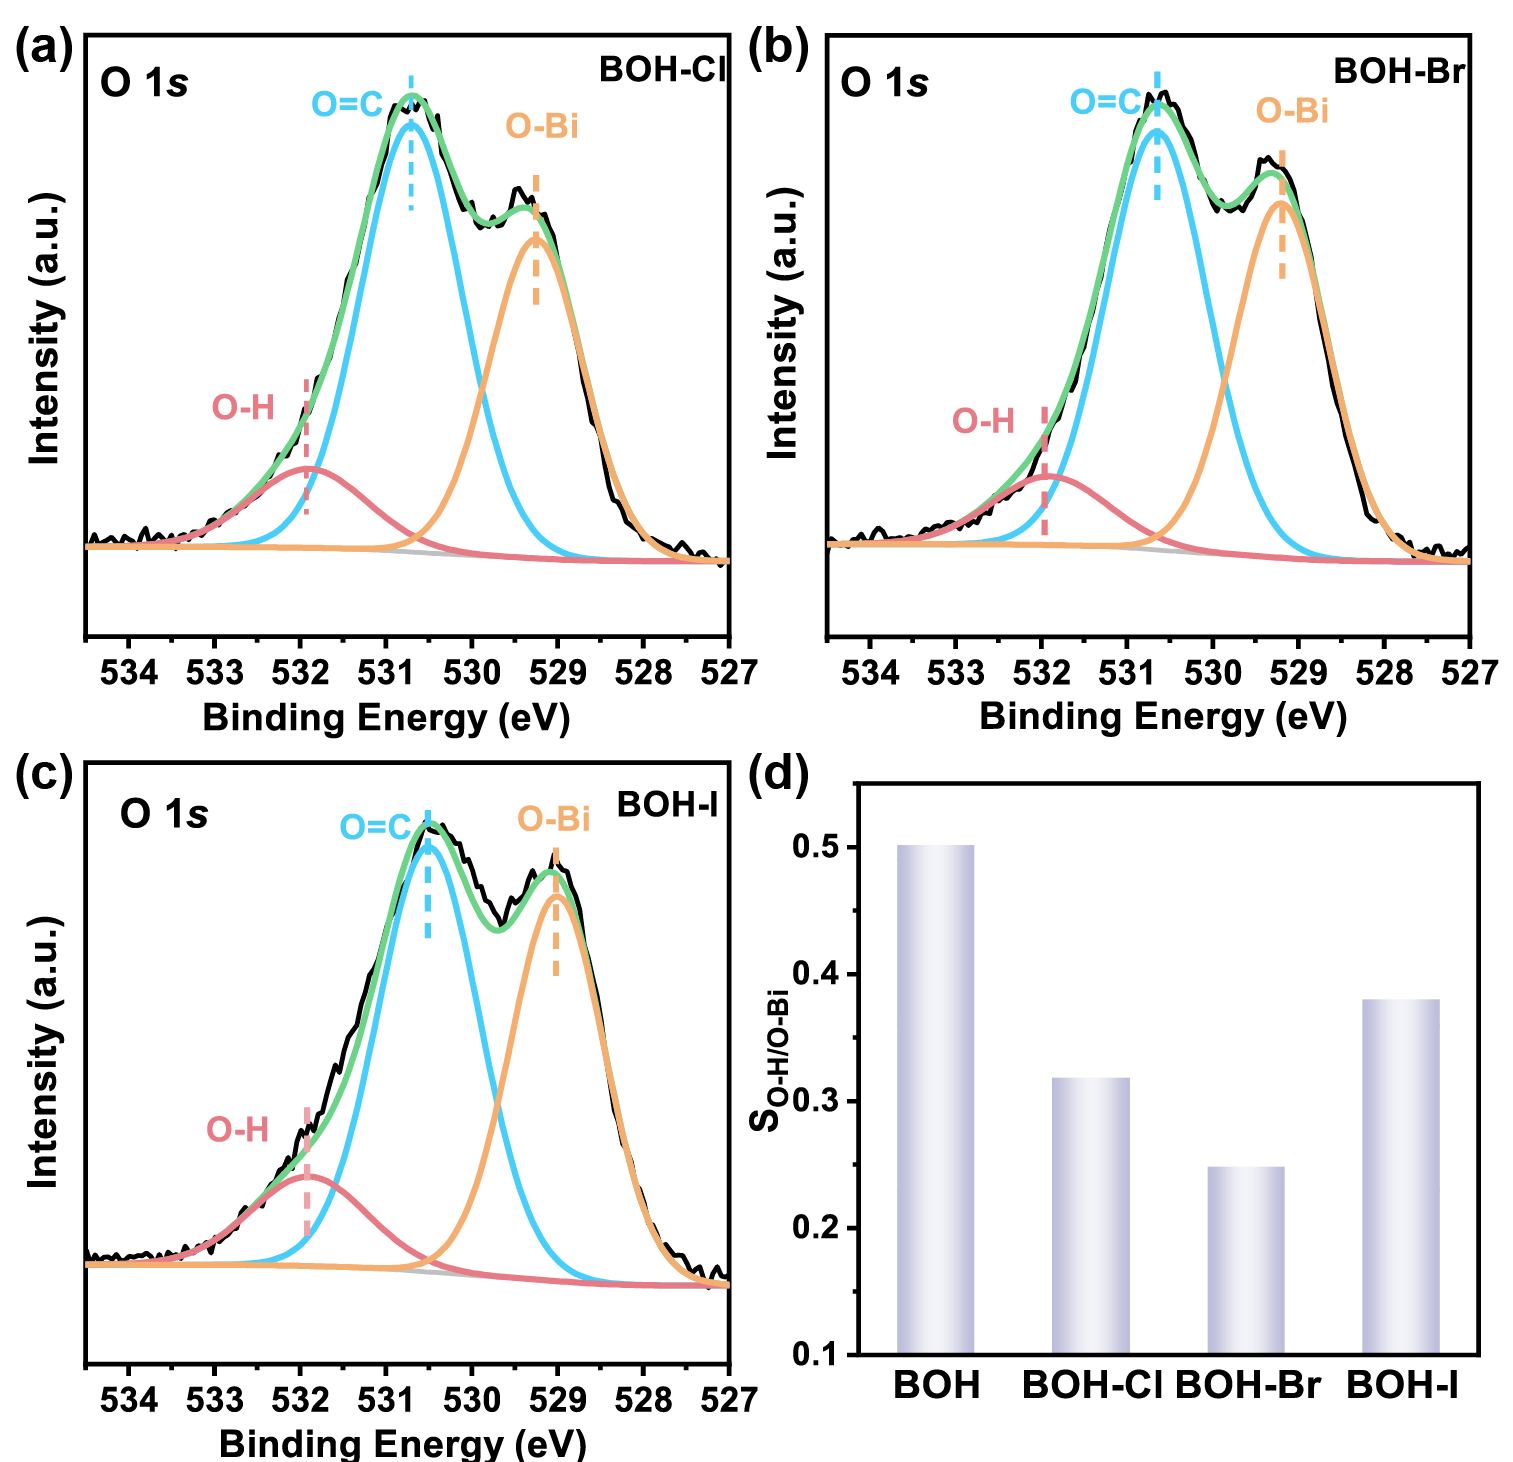 (a)
O 1s
BOH-Cl
O=C
O-Bi
O-H
Intensity (a.u.)
534 533 532 531 530 529 528 527
Binding Energy (eV)
(b)
O 1s
BOH-Br
O=C
O-Bi
O-H
Intensity (a.u.)
534 533 532 531 530 529 528 527
Binding Energy (eV)
(c)
O 1s
BOH-I
O=C
O-Bi
O-H
Intensity (a.u.)
534 533 532 531 530 529 528 527
Binding Energy (eV)
(d)
SO-H/O-Bi
0.5
0.4
0.3
0.2
0.1
BOH BOH-Cl BOH-Br BOH-I